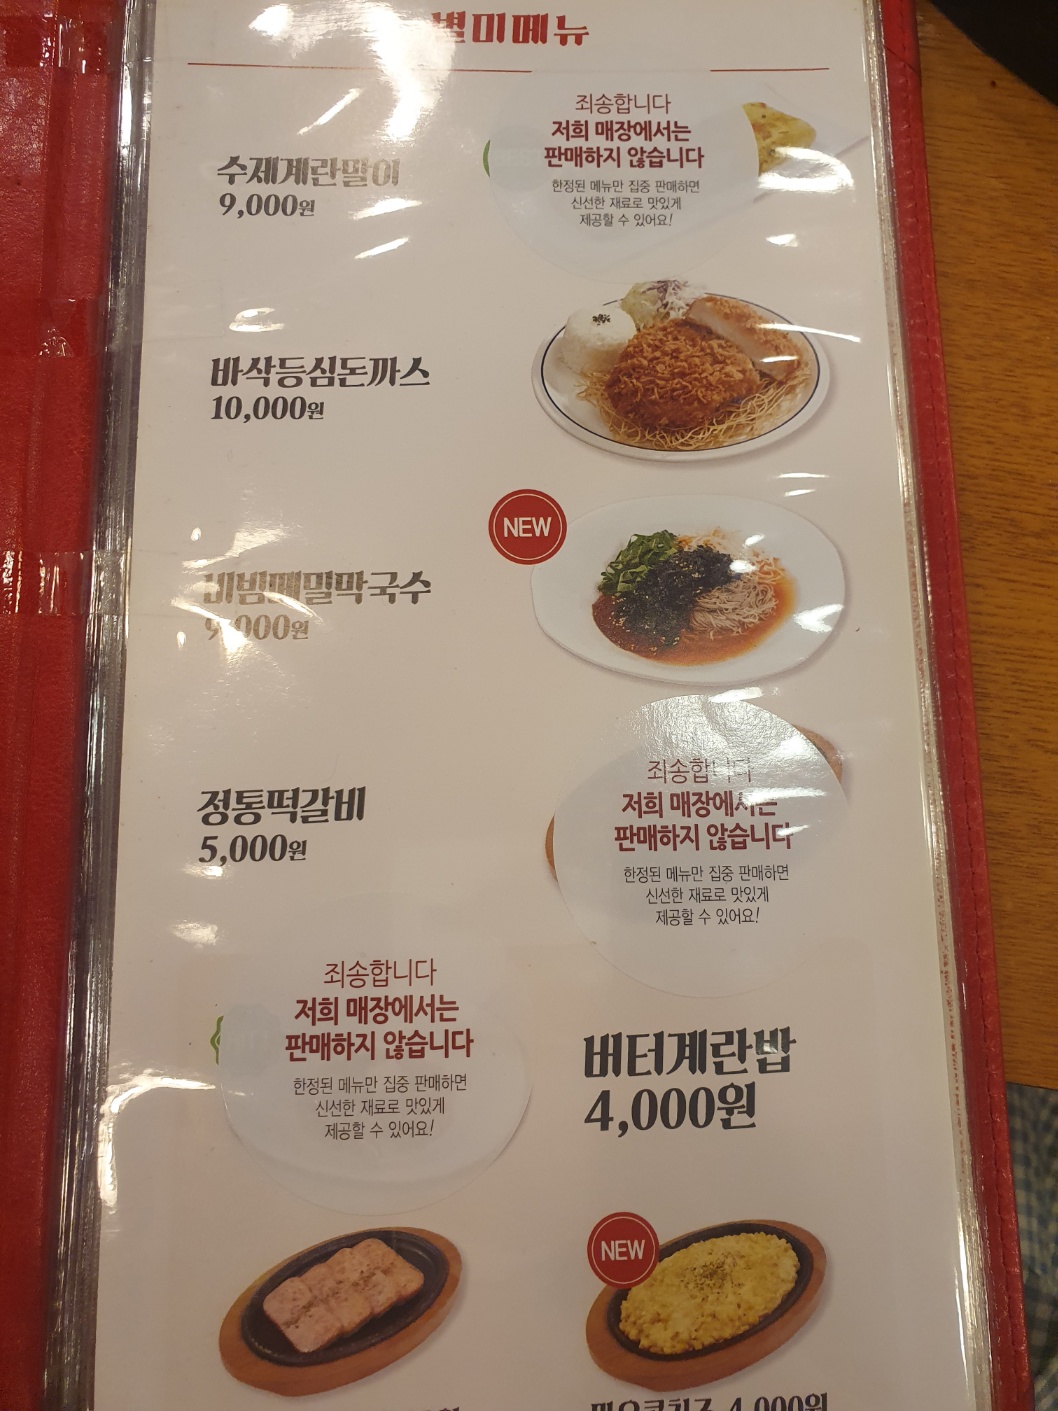 별미메뉴
죄송합니다
저희 매장에서는
판매하지 않습니다
한정된 메뉴만 집중 판매하면
신선한 재료로 맛있게
제공할 수 있어요!
수제계란말이
9,000원
바삭등심돈까스
10,000원
NEW
비빔메밀막국수
9,000원
죄송합니다
저희 매장에서는
판매하지 않습니다
한정된 메뉴만 집중 판매하면
신선한 재료로 맛있게
제공할 수 있어요!
정통떡갈비
5,000원
죄송합니다
저희 매장에서는
판매하지 않습니다
한정된 메뉴만 집중 판매하면
신선한 재료로 맛있게
제공할 수 있어요!
버터계란밥
4,000원
NEW
마요콘치즈 4,000원